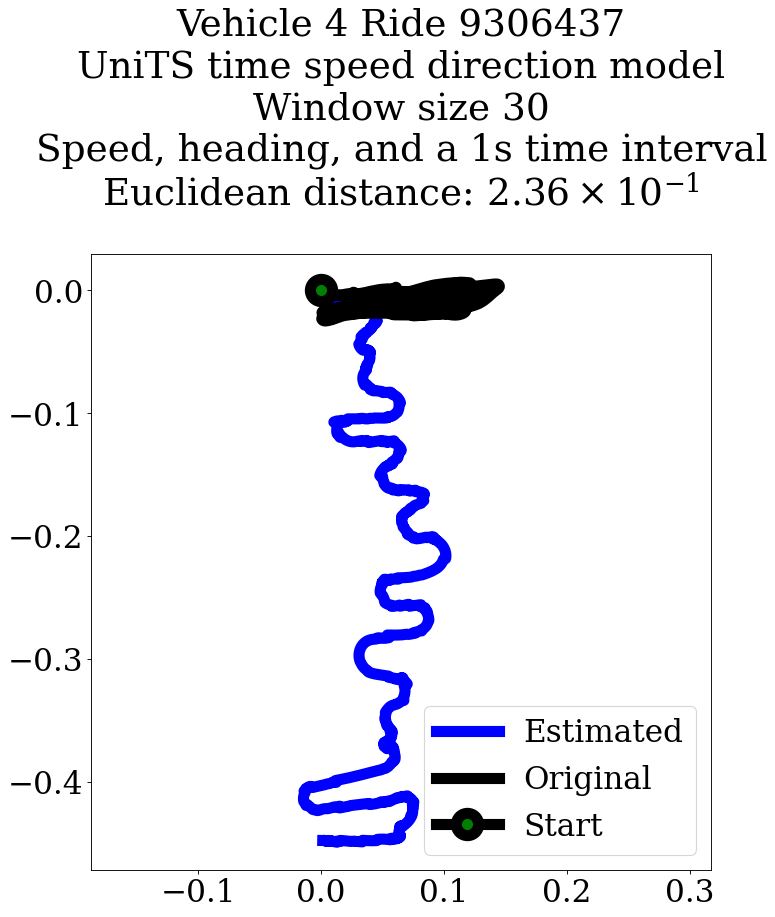 Vehicle 4 Ride 9306437
UniTS time speed direction model
Window size 30
Speed, heading, and a 1s time interval
Euclidean distance: 2.36 × 10⁻¹
0.0
−0.1
−0.2
−0.3
−0.4
Estimated
Original
Start
−0.1 0.0 0.1 0.2 0.3